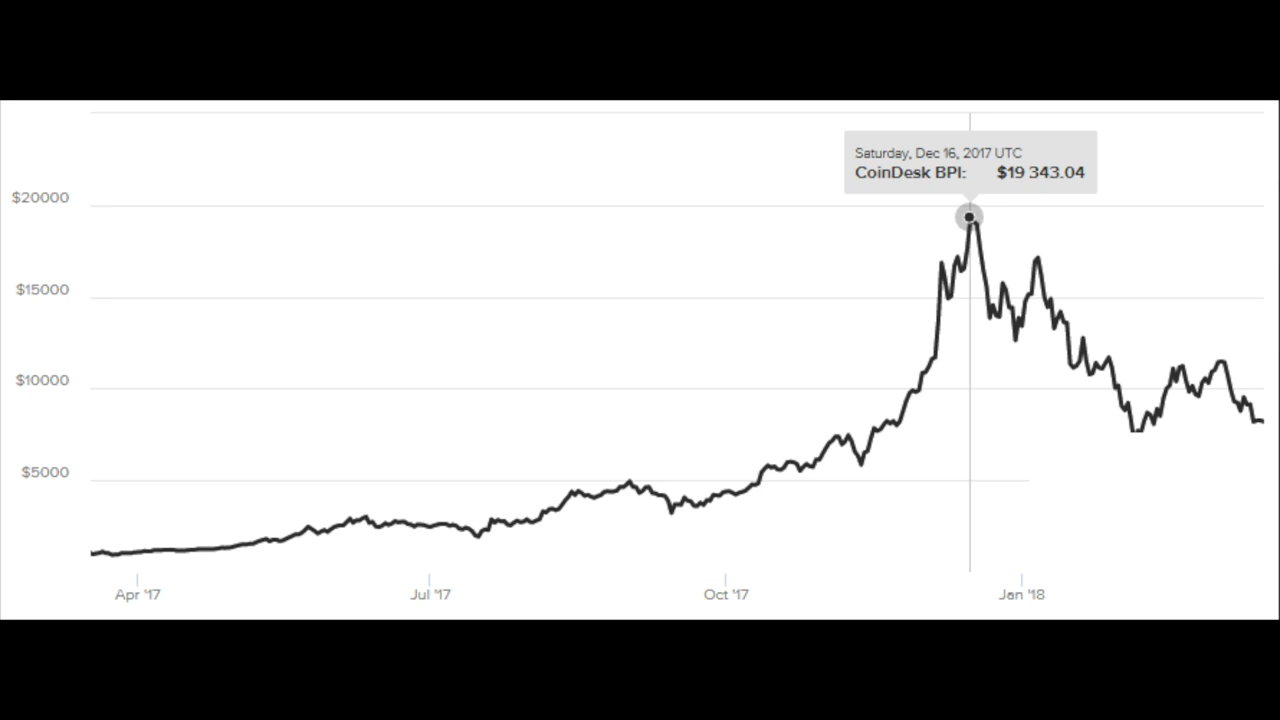 Saturday, Dec 16, 2017 UTC
CoinDesk BPI: $19 343.04
$20000
$15000
$10000
$5000
Apr '17 Jul '17 Oct '17 Jan '18